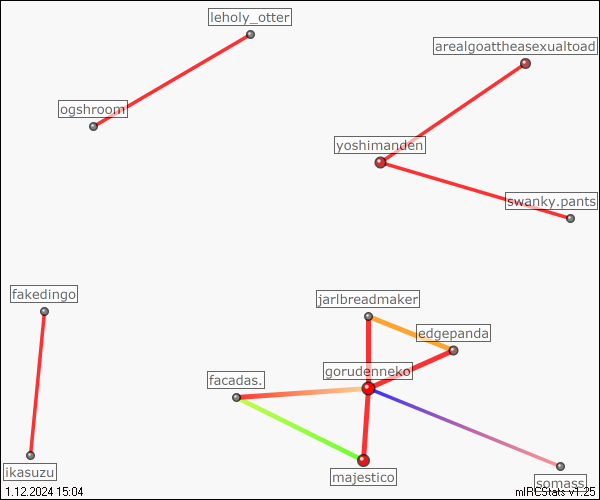 leholy_otter
arealgoattheasexualtoad
ogshroom
yoshimanden
swanky.pants
fakedingo
jarlbreadmaker
edgepanda
gorudenneko
facadas.
ikasuzu
majestico
somass
1.12.2024 15:04
mIRCStats v1.25